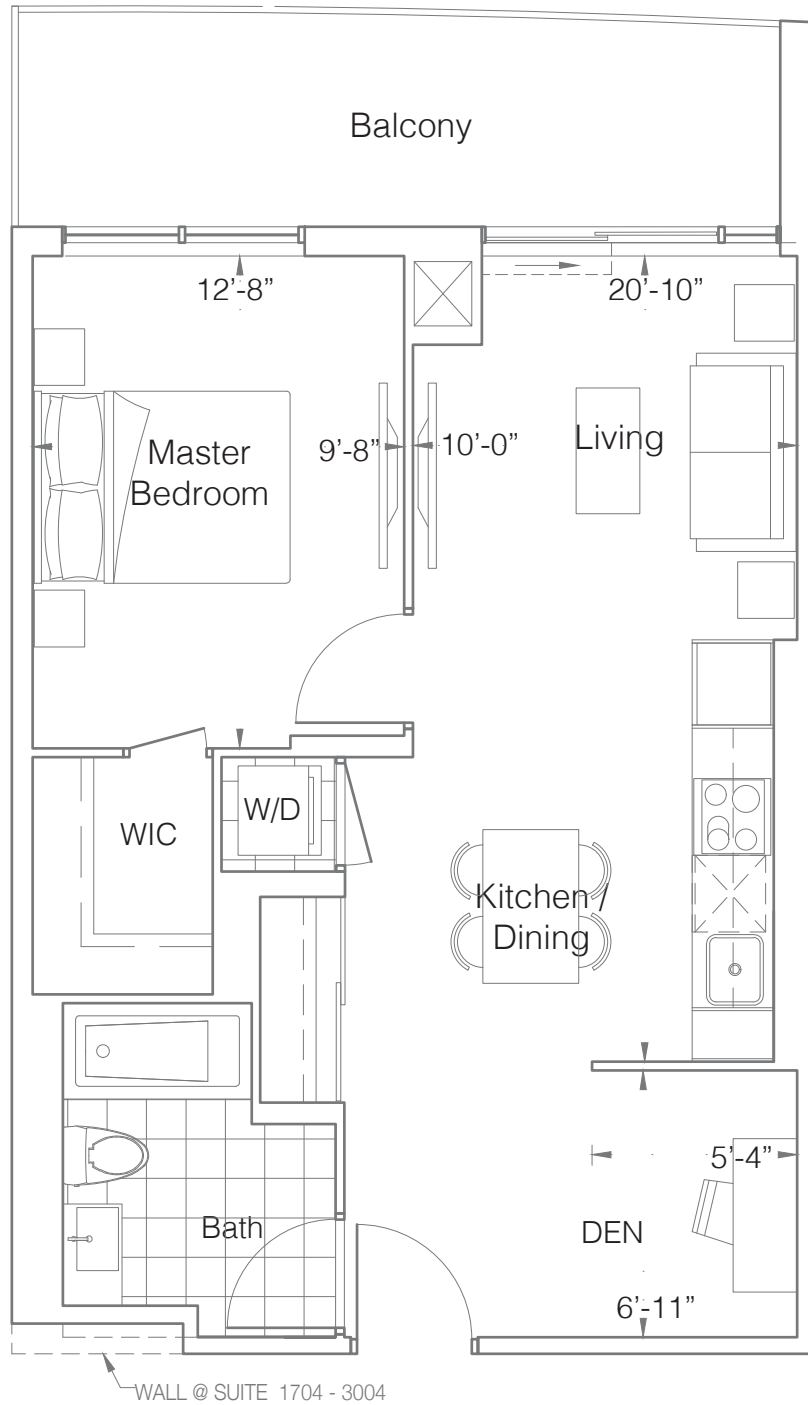 Balcony
12’-8”
20’-10”
Master
Bedroom
9’-8”
10’-0”
Living
WIC
W/D
Kitchen /
Dining
5’-4”
Bath
DEN
6’-11”
WALL @ SUITE 1704 - 3004